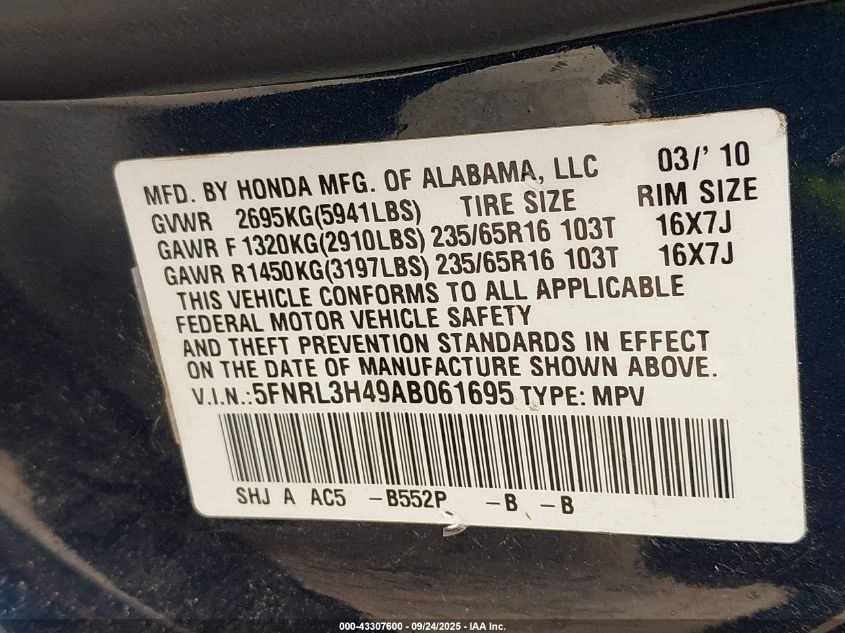 MFD. BY HONDA MFG. OF ALABAMA, LLC 03/' 10
GVWR 2695KG(5941LBS) TIRE SIZE RIM SIZE
GAWR F 1320KG(2910LBS) 235/65R16 103T 16X7J
GAWR R1450KG(3197LBS) 235/65R16 103T 16X7J
THIS VEHICLE CONFORMS TO ALL APPLICABLE
FEDERAL MOTOR VEHICLE SAFETY
AND THEFT PREVENTION STANDARDS IN EFFECT
ON THE DATE OF MANUFACTURE SHOWN ABOVE.
V.I.N.:5FNRL3H49AB061695 TYPE: MPV
SHJ A AC5 -B552P -B -B
000-43307600 - 09/24/2025 - IAA Inc.